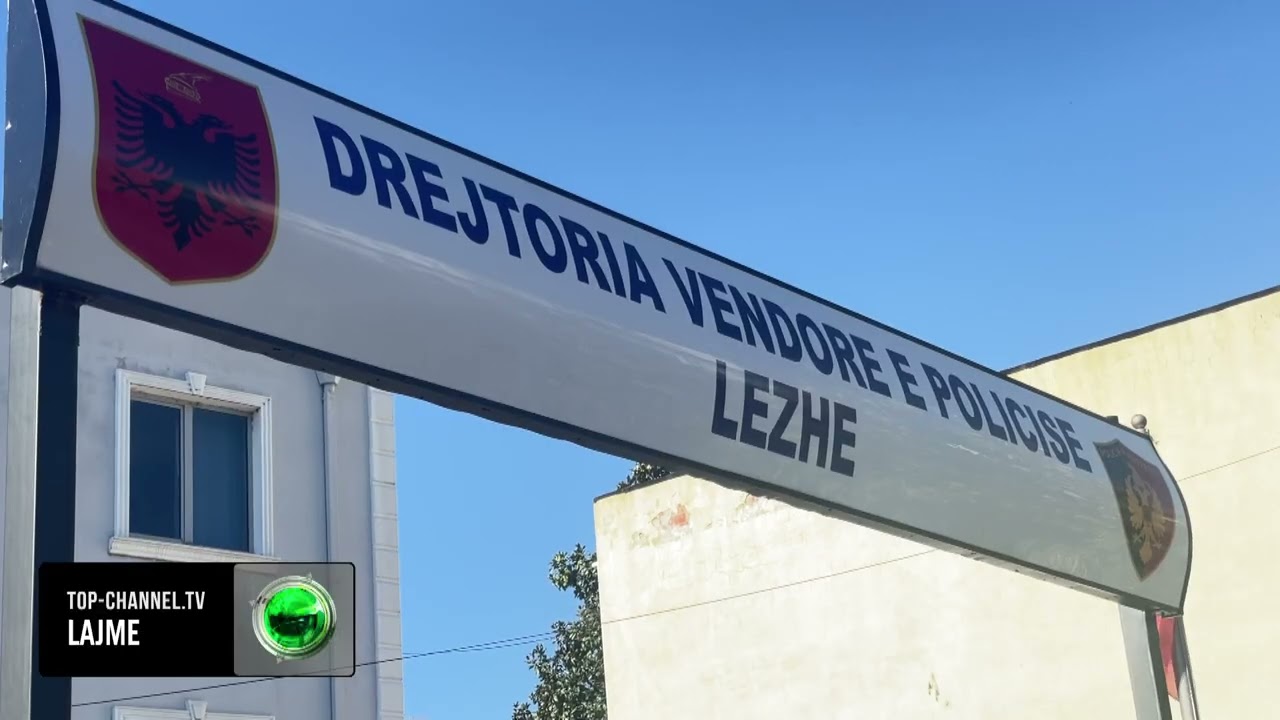 DREJTORIA VENDORE E POLICISE
LEZHE
TOP-CHANNEL.TV
LAJME